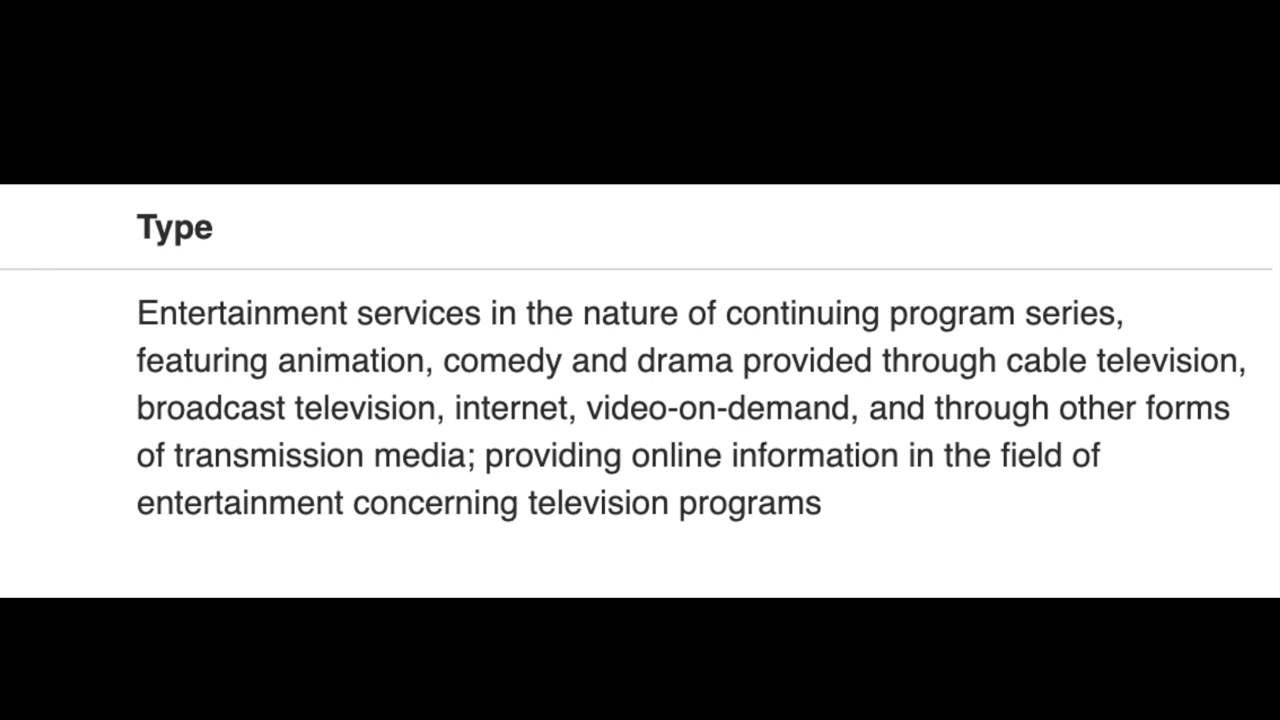 Type
Entertainment services in the nature of continuing program series,
featuring animation, comedy and drama provided through cable television,
broadcast television, internet, video-on-demand, and through other forms
of transmission media; providing online information in the field of
entertainment concerning television programs